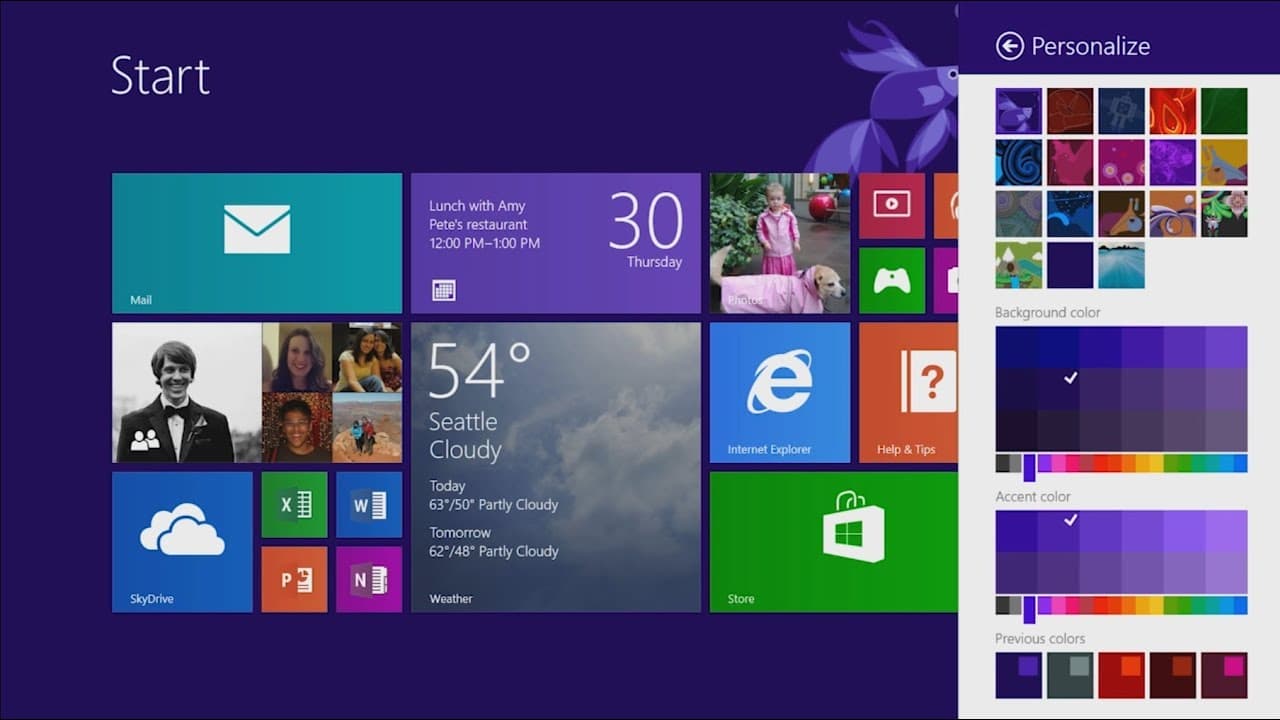 Start
Personalize
Mail
Lunch with Amy
Pete's restaurant
12:00 PM–1:00 PM
30
Thursday
Photos
54°
Seattle
Cloudy
Today
63°/50° Partly Cloudy
Tomorrow
62°/48° Partly Cloudy
Weather
Internet Explorer
?
Help & Tips
SkyDrive
X
W
P
N
Store
Background color
Accent color
Previous colors